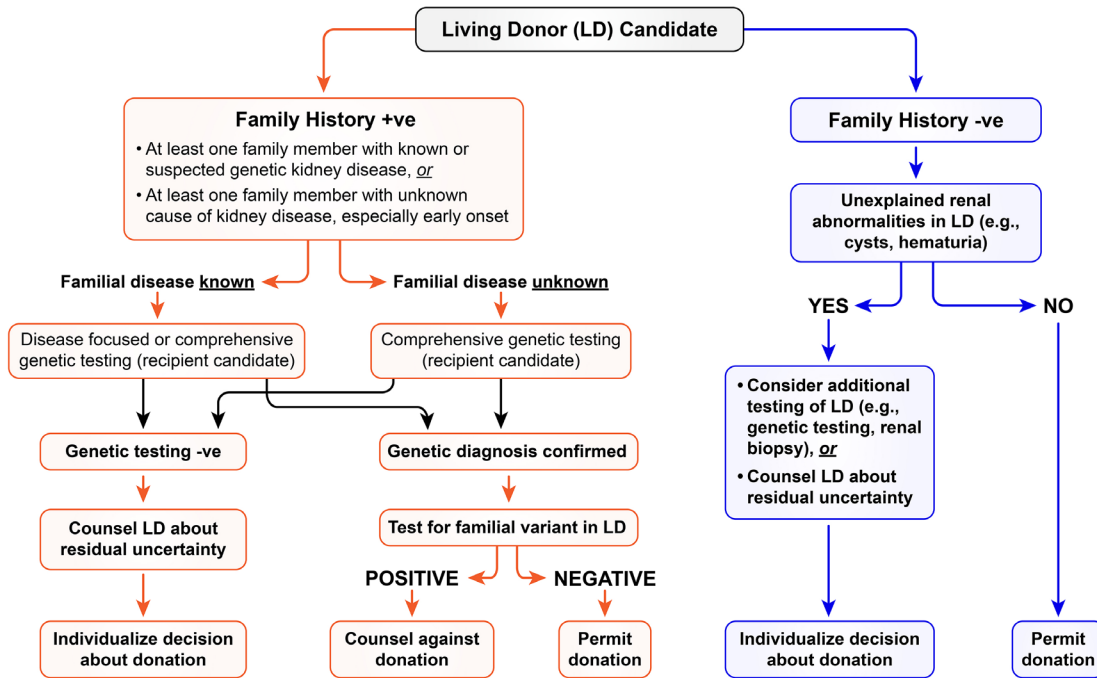 Living Donor (LD) Candidate
Family History +ve
• At least one family member with known or
suspected genetic kidney disease, or
• At least one family member with unknown
cause of kidney disease, especially early onset
Familial disease known
Familial disease unknown
Disease focused or comprehensive
genetic testing (recipient candidate)
Comprehensive genetic testing
(recipient candidate)
Genetic testing -ve
Genetic diagnosis confirmed
Counsel LD about
residual uncertainty
Test for familial variant in LD
POSITIVE
NEGATIVE
Individualize decision
about donation
Counsel against
donation
Permit
donation
Family History -ve
Unexplained renal
abnormalities in LD (e.g.,
cysts, hematuria)
YES
NO
• Consider additional
testing of LD (e.g.,
genetic testing, renal
biopsy), or
• Counsel LD about
residual uncertainty
Individualize decision
about donation
Permit
donation